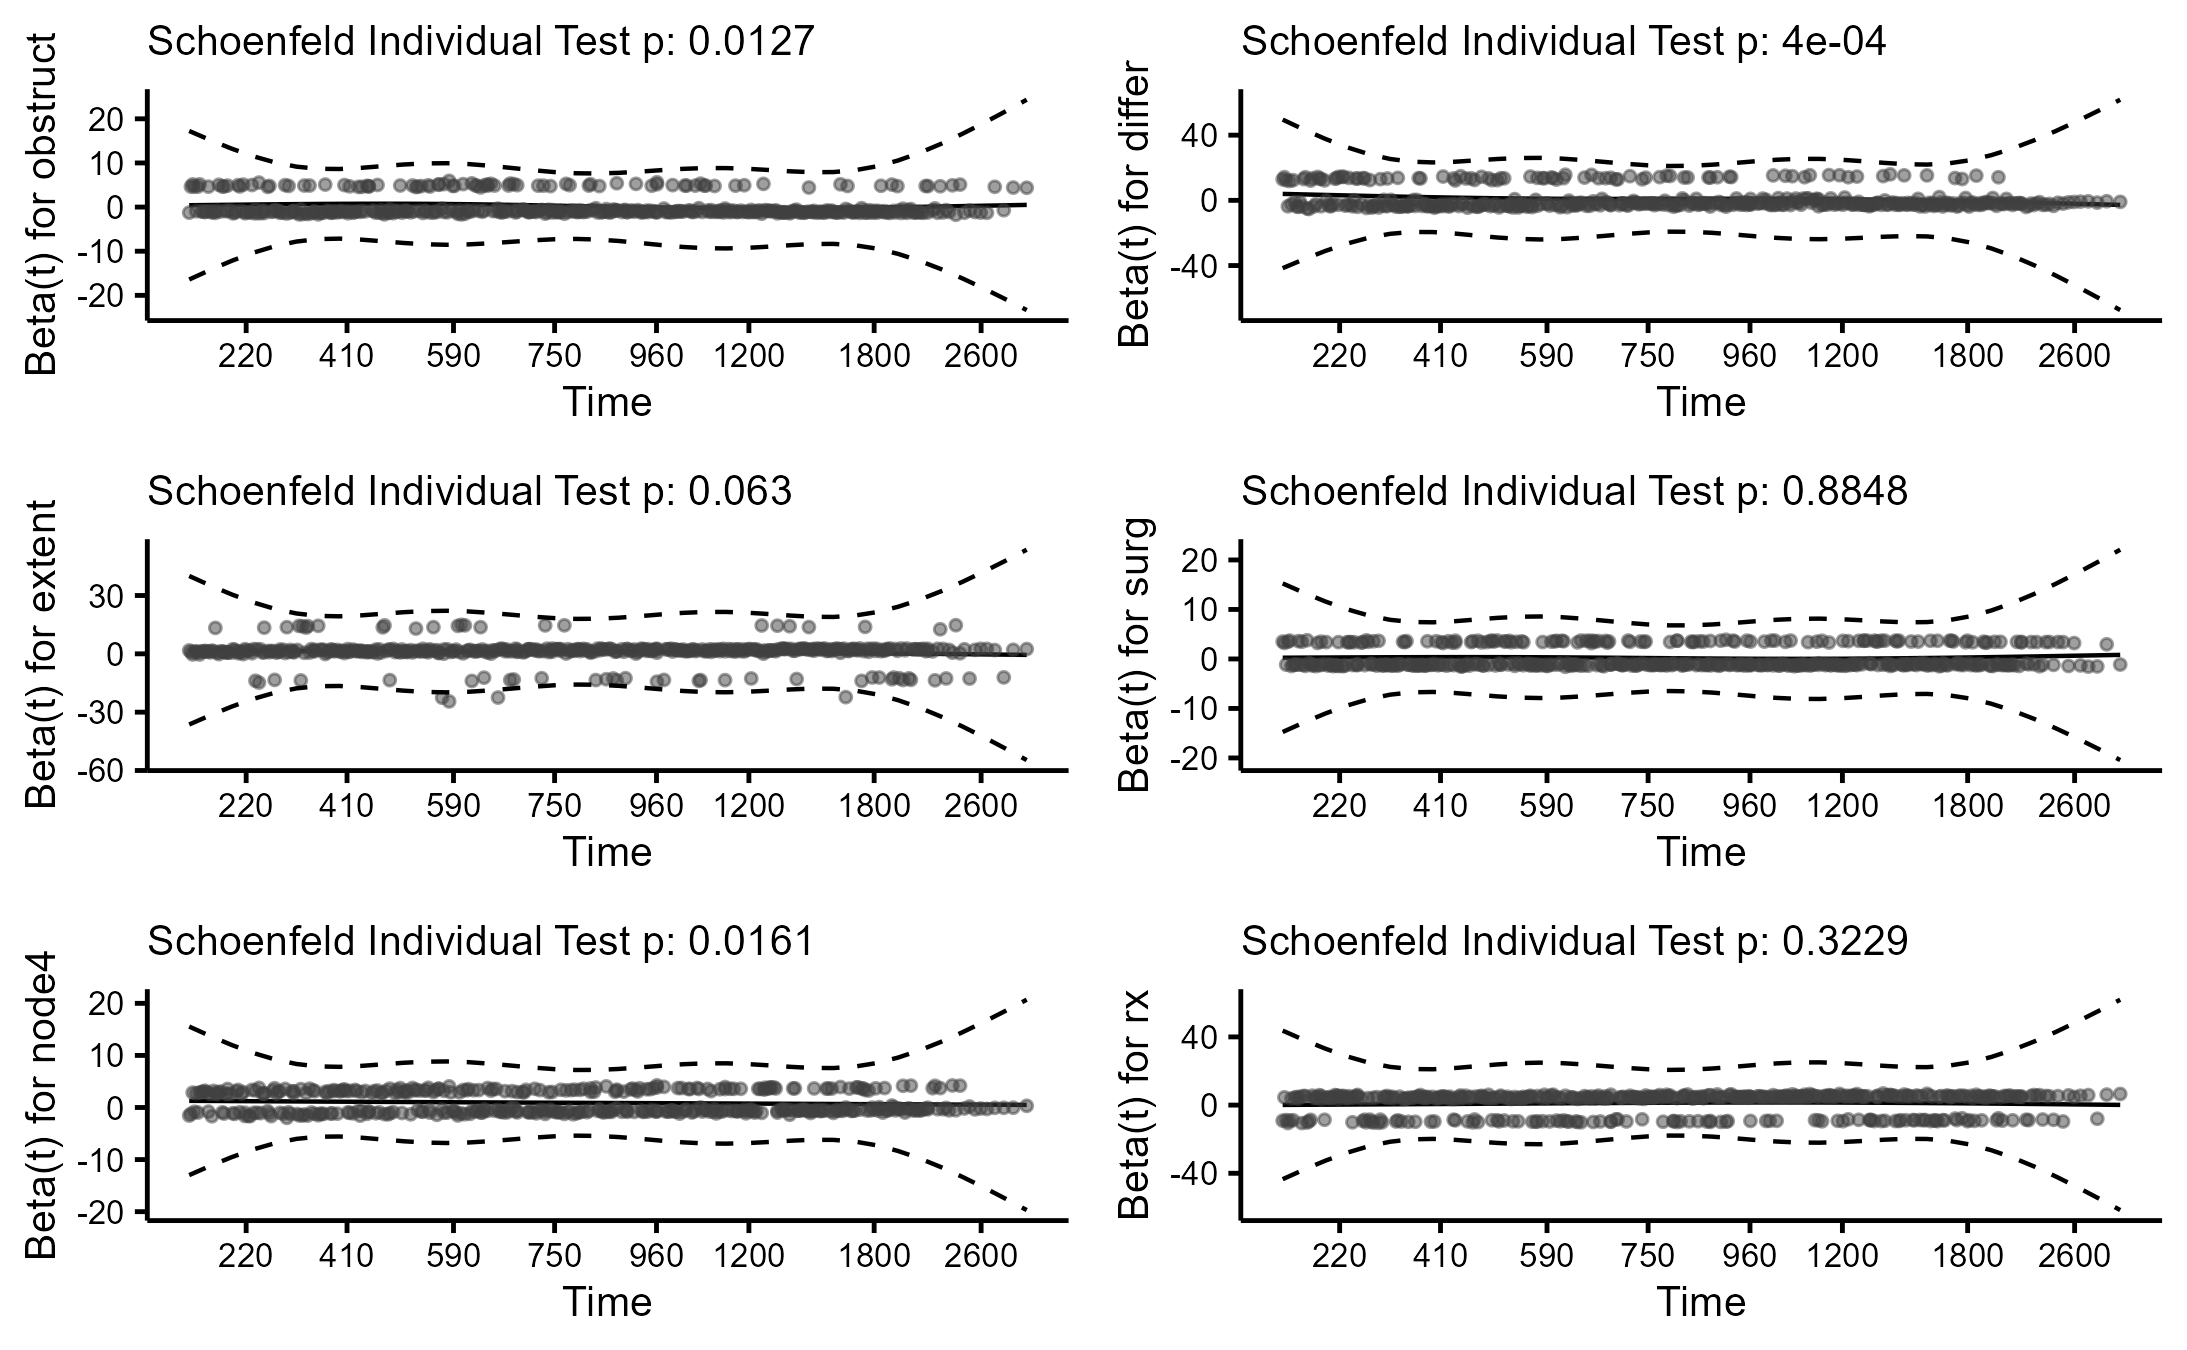 Schoenfeld Individual Test p: 0.0127
Beta(t) for obstruct
20
10
0
-10
-20
220 410 590 750 960 1200 1800 2600
Time
Schoenfeld Individual Test p: 4e-04
Beta(t) for differ
40
0
-40
220 410 590 750 960 1200 1800 2600
Time
Schoenfeld Individual Test p: 0.063
Beta(t) for extent
30
0
-30
-60
220 410 590 750 960 1200 1800 2600
Time
Schoenfeld Individual Test p: 0.8848
Beta(t) for surg
20
10
0
-10
-20
220 410 590 750 960 1200 1800 2600
Time
Schoenfeld Individual Test p: 0.0161
Beta(t) for node4
20
10
0
-10
-20
220 410 590 750 960 1200 1800 2600
Time
Schoenfeld Individual Test p: 0.3229
Beta(t) for rx
40
0
-40
220 410 590 750 960 1200 1800 2600
Time